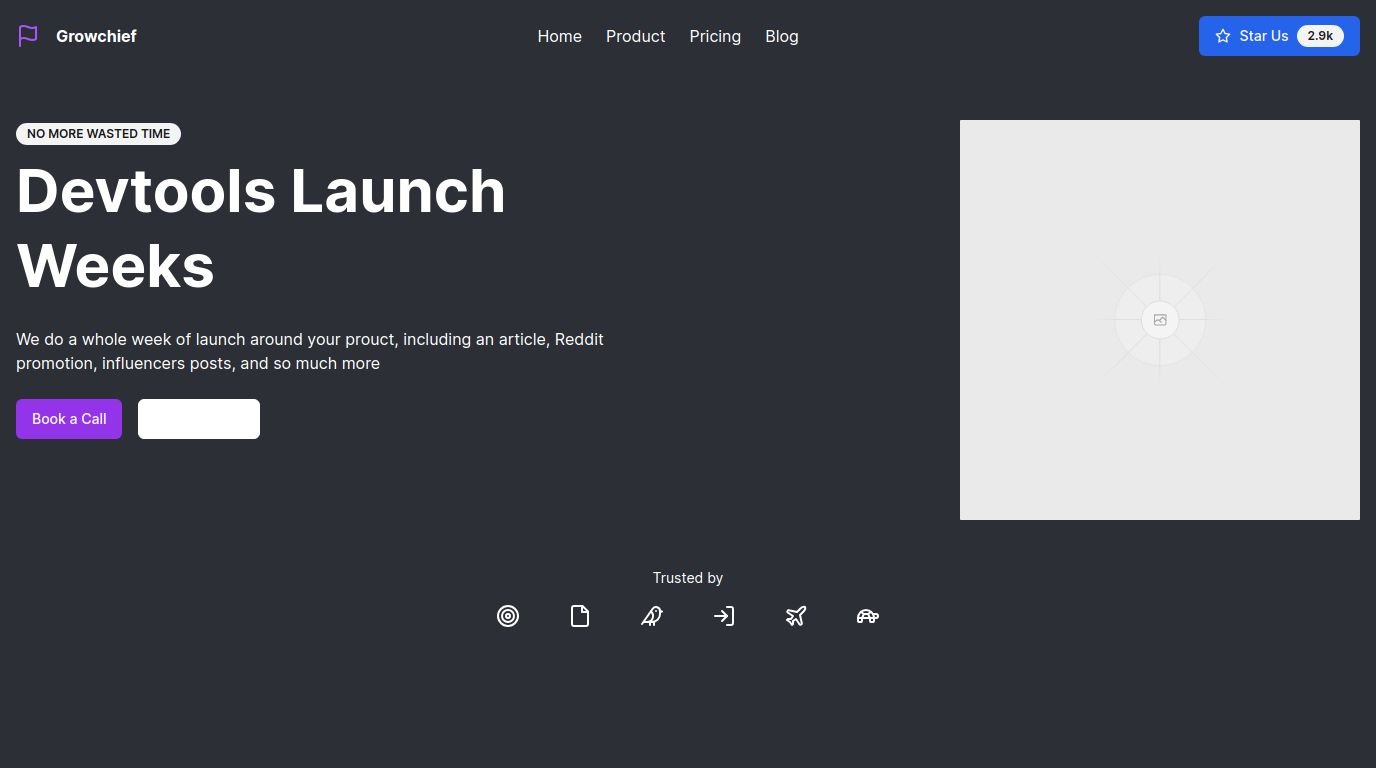 Growchief
Home Product Pricing Blog
Star Us 2.9k
NO MORE WASTED TIME
Devtools Launch
Weeks
We do a whole week of launch around your prouct, including an article, Reddit
promotion, influencers posts, and so much more
Book a Call
Trusted by